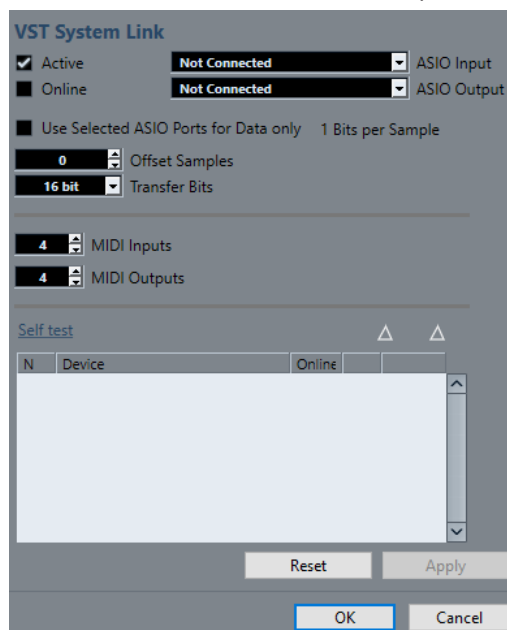 VST System Link
Active Not Connected ASIO Input
Online Not Connected ASIO Output
Use Selected ASIO Ports for Data only 1 Bits per Sample
0 Offset Samples
16 bit Transfer Bits
4 MIDI Inputs
4 MIDI Outputs
Self test
N Device Online
Reset Apply
OK Cancel